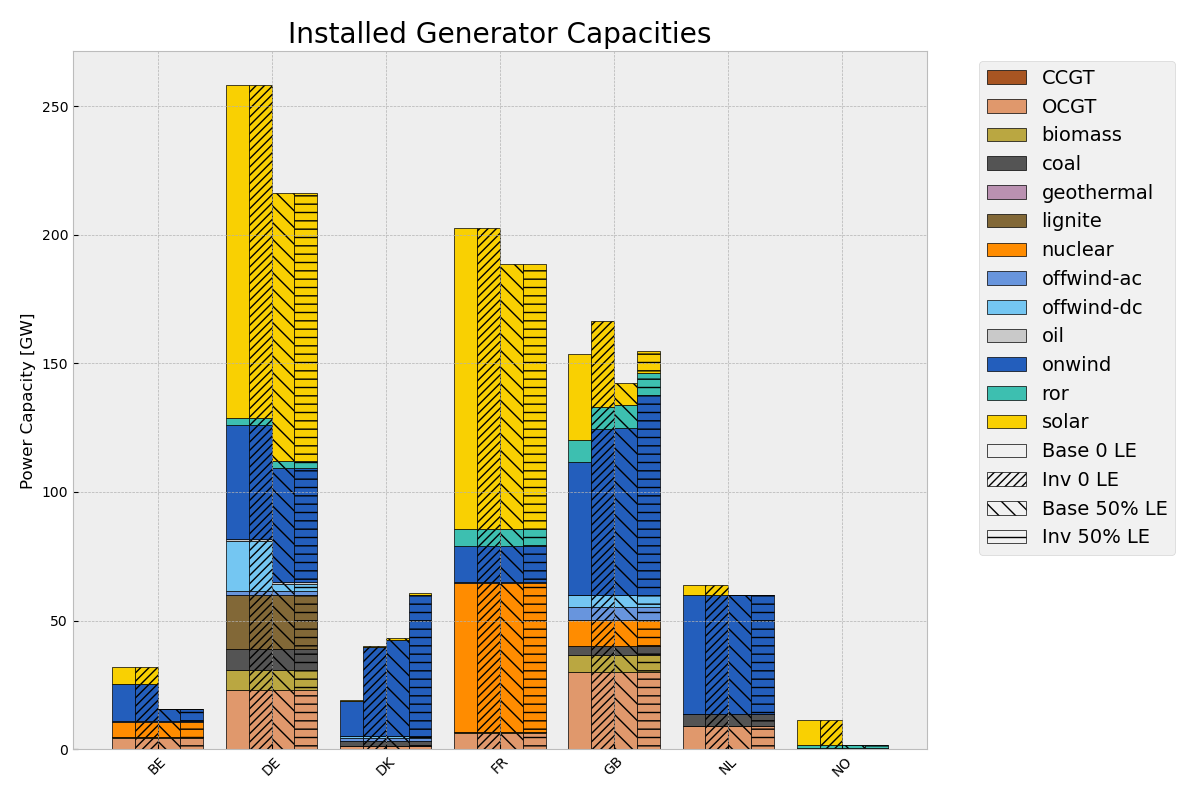 Installed Generator Capacities
Power Capacity [GW]
250
200
150
100
50
0
BE
DE
DK
FR
GB
NL
NO
CCGT
OCGT
biomass
coal
geothermal
lignite
nuclear
offwind-ac
offwind-dc
oil
onwind
ror
solar
Base 0 LE
Inv 0 LE
Base 50% LE
Inv 50% LE